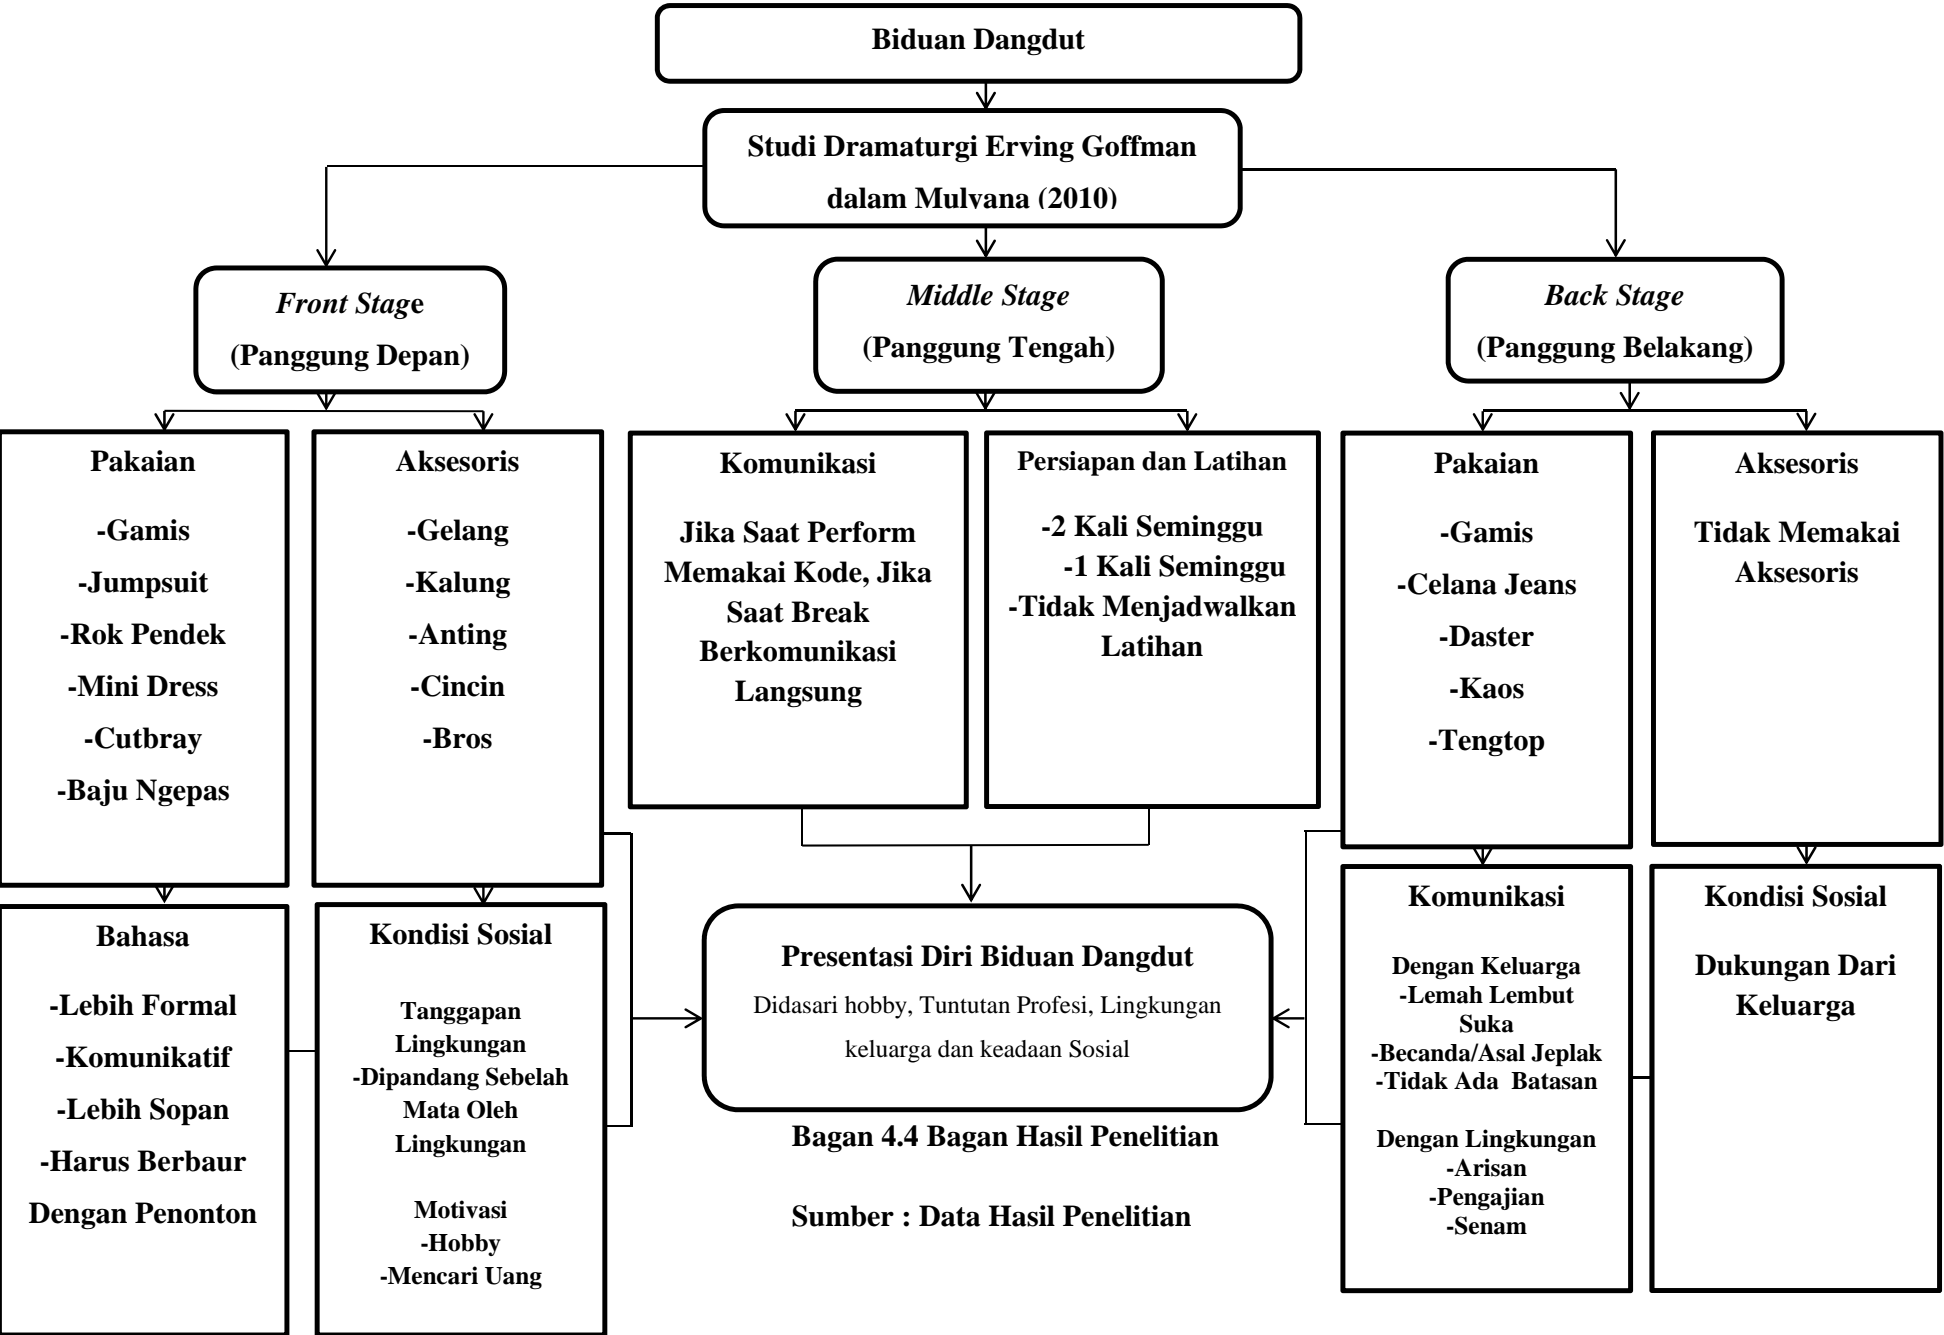 Biduan Dangdut
Studi Dramaturgi Erving Goffman
dalam Mulyana (2010)
Front Stage
(Panggung Depan)
Middle Stage
(Panggung Tengah)
Back Stage
(Panggung Belakang)
Pakaian
-Gamis
-Jumpsuit
-Rok Pendek
-Mini Dress
-Cutbray
-Baju Ngepas
Aksesoris
-Gelang
-Kalung
-Anting
-Cincin
-Bros
Komunikasi
Jika Saat Perform
Memakai Kode, Jika
Saat Break
Berkomunikasi
Langsung
Persiapan dan Latihan
-2 Kali Seminggu
-1 Kali Seminggu
-Tidak Menjadwalkan
Latihan
Pakaian
-Gamis
-Celana Jeans
-Daster
-Kaos
-Tengtop
Aksesoris
Tidak Memakai
Aksesoris
Bahasa
-Lebih Formal
-Komunikatif
-Lebih Sopan
-Harus Berbaur
Dengan Penonton
Kondisi Sosial
Tanggapan
Lingkungan
-Dipandang Sebelah
Mata Oleh
Lingkungan
Motivasi
-Hobby
-Mencari Uang
Presentasi Diri Biduan Dangdut
Didasari hobby, Tuntutan Profesi, Lingkungan
keluarga dan keadaan Sosial
Komunikasi
Dengan Keluarga
-Lemah Lembut
Suka
-Becanda/Asal Jeplak
-Tidak Ada Batasan
Dengan Lingkungan
-Arisan
-Pengajian
-Senam
Kondisi Sosial
Dukungan Dari
Keluarga
Bagan 4.4 Bagan Hasil Penelitian
Sumber : Data Hasil Penelitian